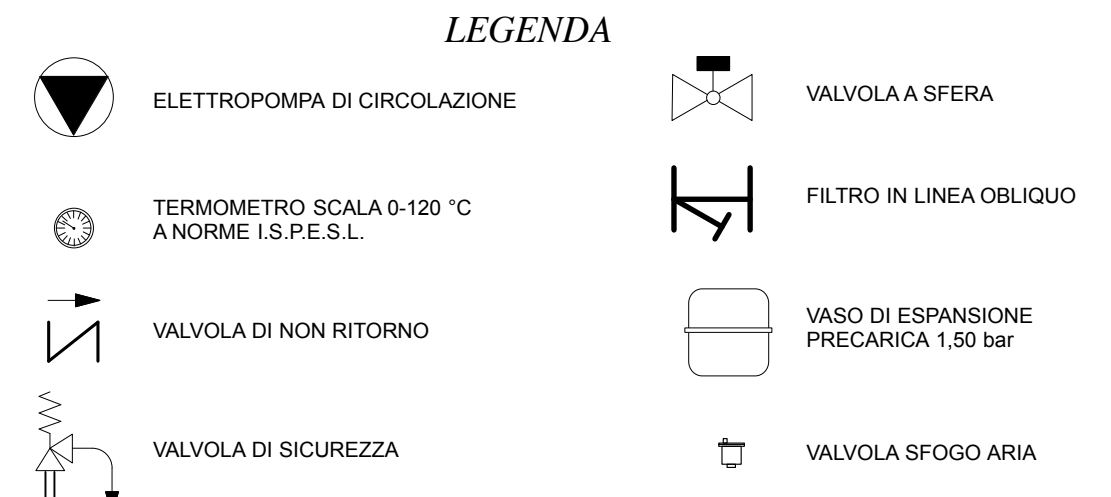 LEGENDA
ELETTROPOMPA DI CIRCOLAZIONE
TERMOMETRO SCALA 0-120 °C
A NORME I.S.P.E.S.L.
VALVOLA DI NON RITORNO
VALVOLA DI SICUREZZA
VALVOLA A SFERA
FILTRO IN LINEA OBLIQUO
VASO DI ESPANSIONE
PRECARICA 1,50 bar
VALVOLA SFOGO ARIA